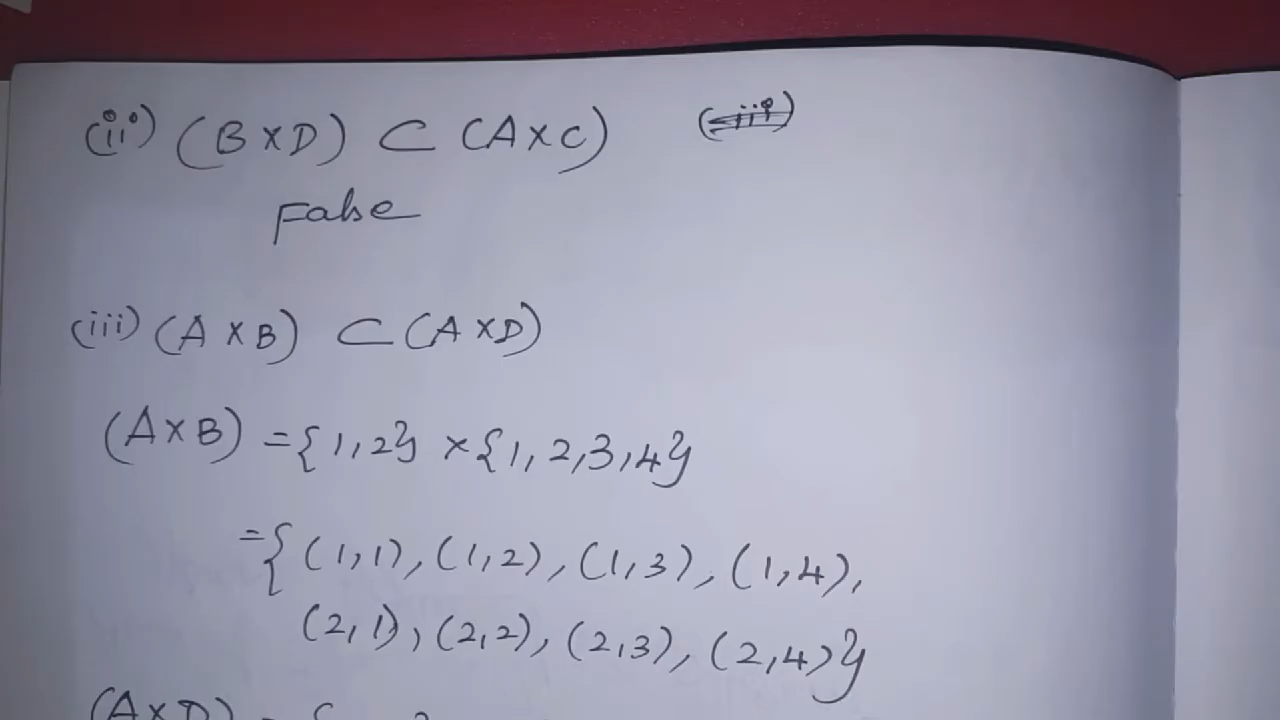 (ii) (B×D) ⊂ (A×C) (iii)
False
(iii) (A×B) ⊂ (A×D)
(A×B) = {1,2} × {1,2,3,4}
={ (1,1), (1,2), (1,3), (1,4),
(2,1), (2,2), (2,3), (2,4)}
(A×D) = {